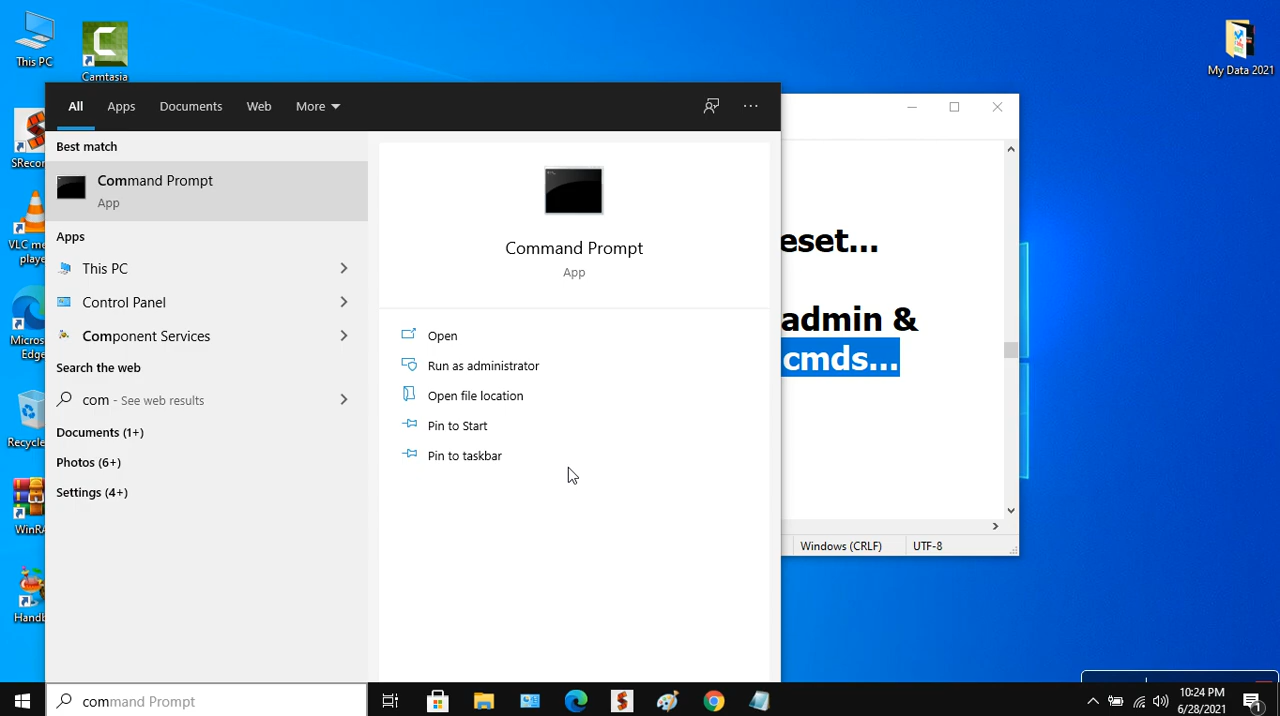 This PC
Camtasia
My Data 2021
All Apps Documents Web More
Best match
Command Prompt
App
Apps
This PC
Control Panel
Component Services
Search the web
com - See web results
Documents (1+)
Photos (6+)
Settings (4+)
Command Prompt
App
Open
Run as administrator
Open file location
Pin to Start
Pin to taskbar
SRecor
VLC me
player
Micros
Edge
Recycle
WinRA
Handb
eset...
admin &
cmds...
Windows (CRLF) UTF-8
command Prompt
10:24 PM
6/28/2021
1